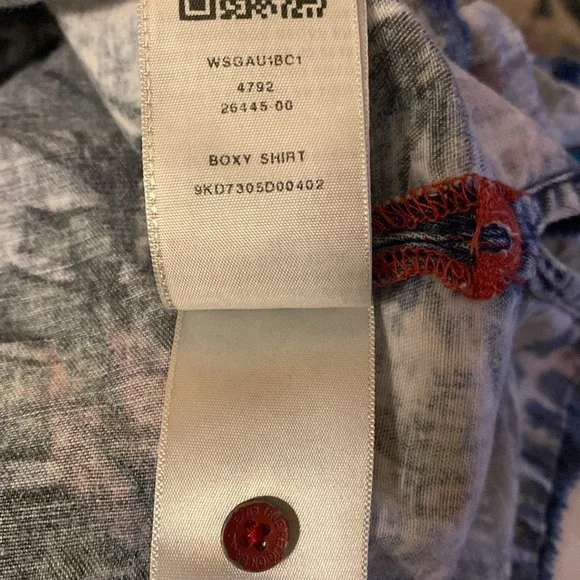 WSGAU1BC1
4792
26445-00
BOXY SHIRT
9KD7305D00402